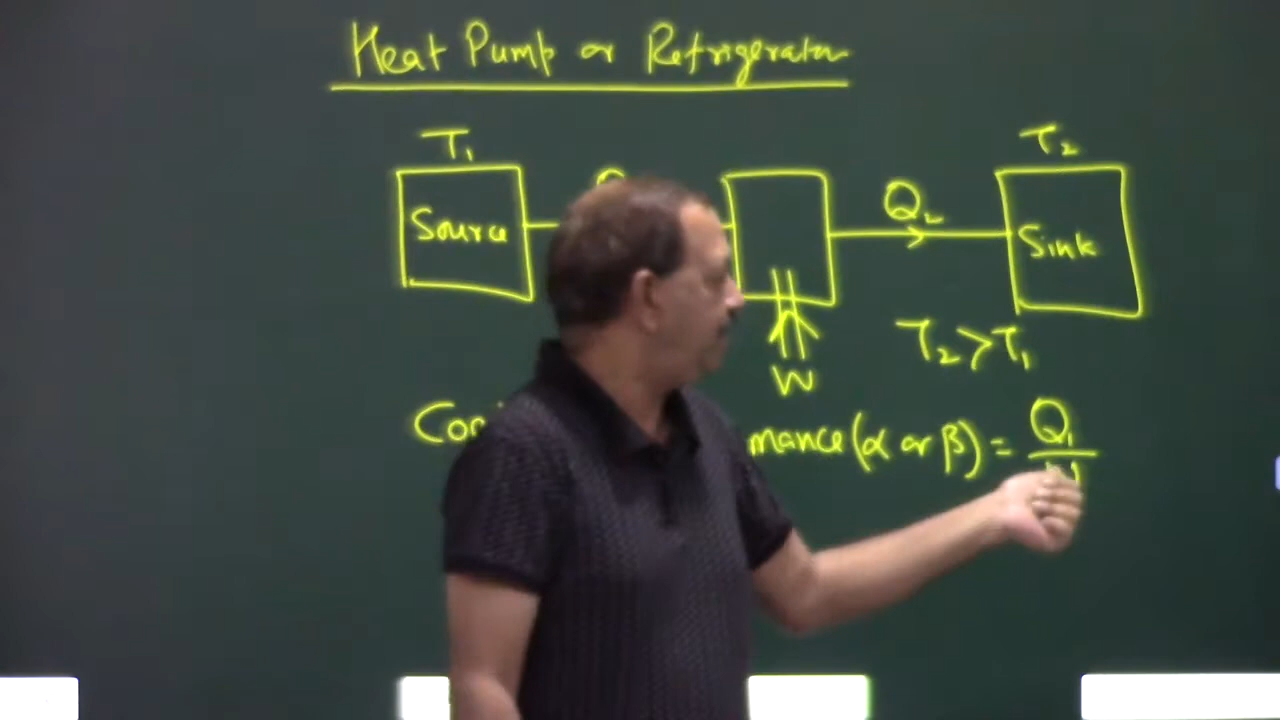 Heat Pump or Refrigerator
T₁ T₂
Source Q₂ Sink
T₂ > T₁
W
mance (α or β) = Q₁